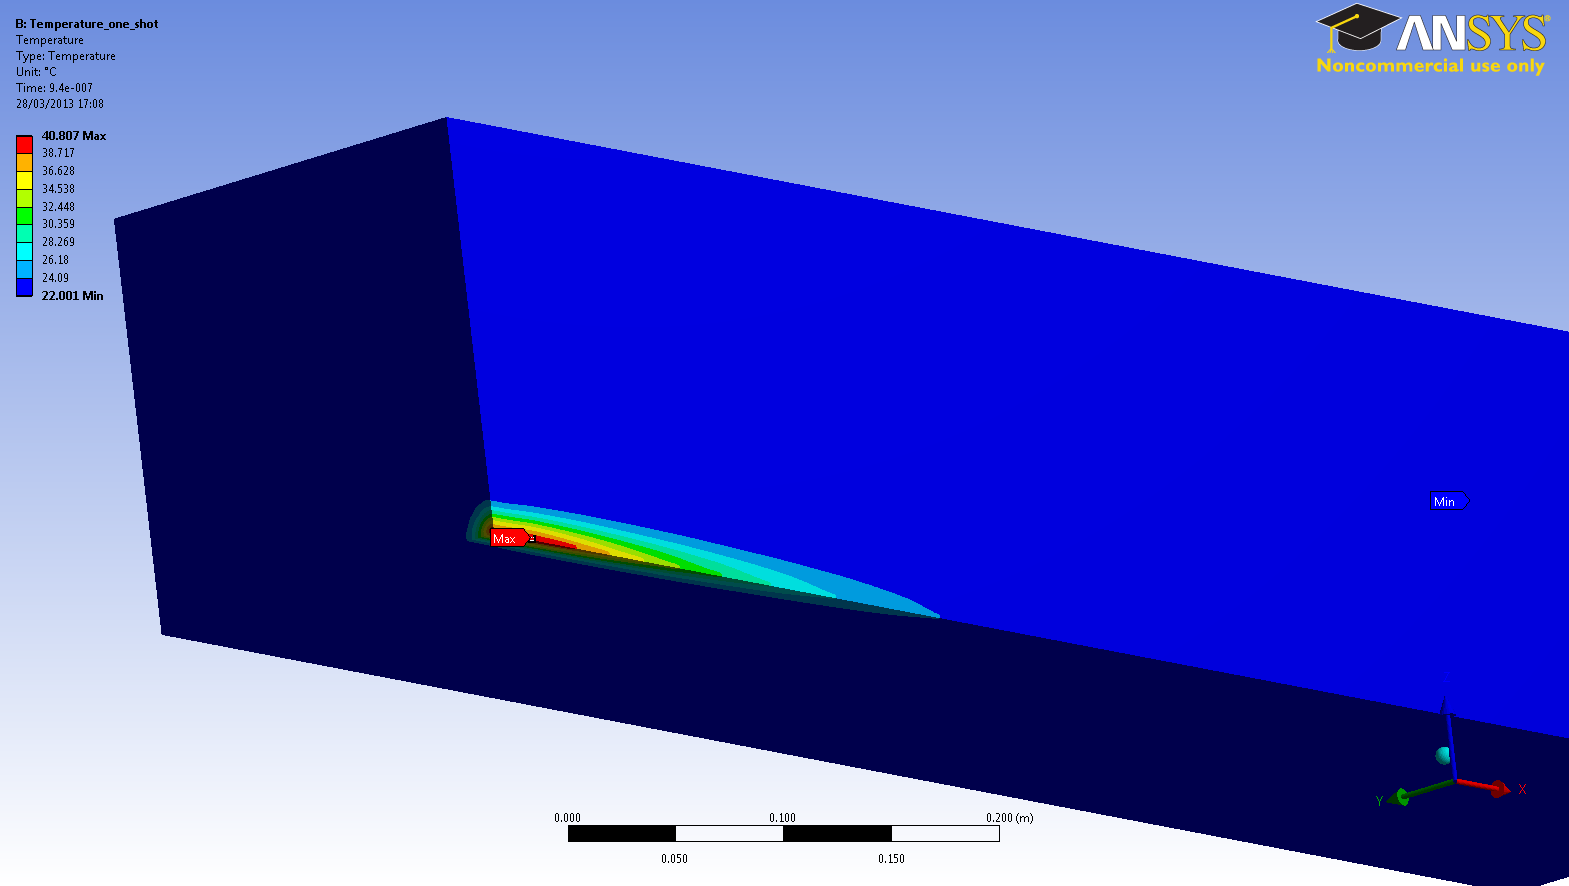 B: Temperature_one_shot
Temperature
Type: Temperature
Unit: °C
Time: 9.4e-007
28/03/2013 17:08
40.807 Max
38.717
36.628
34.538
32.448
30.359
28.269
26.18
24.09
22.001 Min
ANSYS®
Noncommercial use only
Min
Max
0.000
0.100
0.200 (m)
0.050
0.150
Y
X